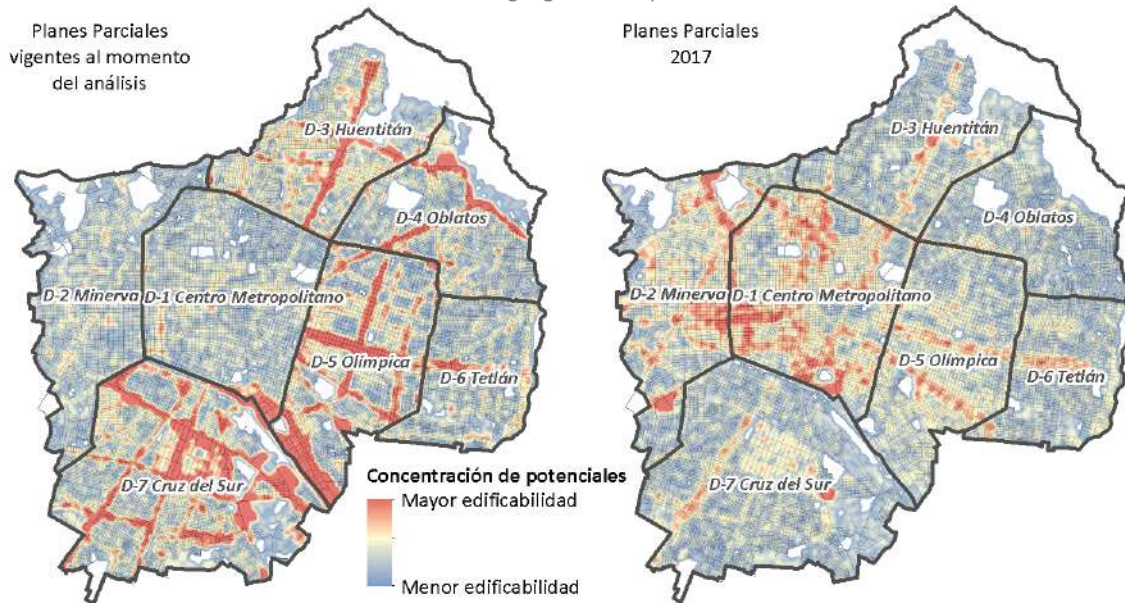 Planes Parciales
vigentes al momento
del análisis
D-3 Huentitán
D-4 Oblatos
D-2 Minerva
D-1 Centro Metropolitano
D-5 Olímpica
D-6 Tetlán
D-7 Cruz del Sur
Concentración de potenciales
Mayor edificabilidad
Menor edificabilidad
Planes Parciales
2017
D-3 Huentitán
D-4 Oblatos
D-2 Minerva
D-1 Centro Metropolitano
D-5 Olímpica
D-6 Tetlán
D-7 Cruz del Sur